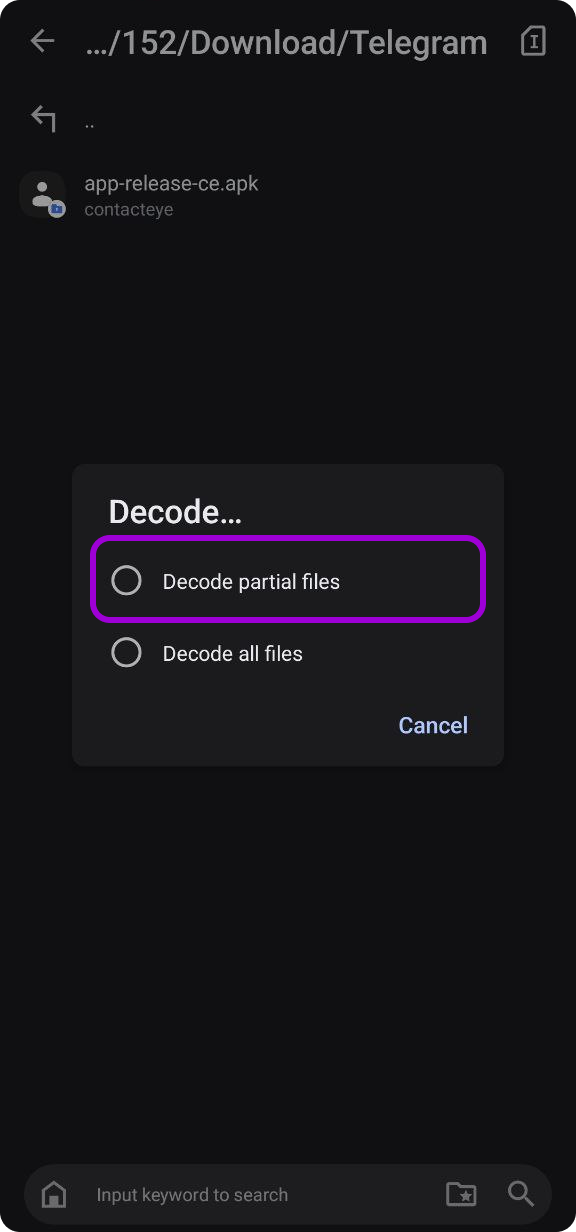 …/152/Download/Telegram
..
app-release-ce.apk
contacteye
Decode…
Decode partial files
Decode all files
Cancel
Input keyword to search